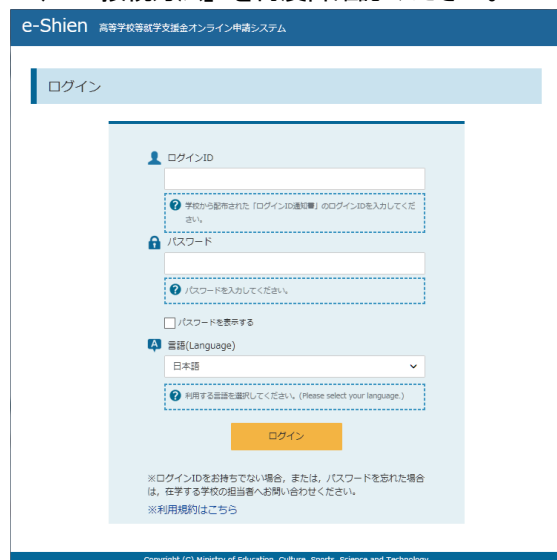 e-Shien 高等学校等就学支援金オンライン申請システム
ログイン
ログインID
学校から配布された「ログインID通知書」のログインIDを入力してくだ
さい。
パスワード
パスワードを入力してください。
パスワードを表示する
言語(Language)
日本語
利用する言語を選択してください。(Please select your language.)
ログイン
※ログインIDをお持ちでない場合，または，パスワードを忘れた場合
は，在学する学校の担当者へお問い合わせください。
※利用規約はこちら
Copyright (C) Ministry of Education, Culture, Sports, Science and Technology